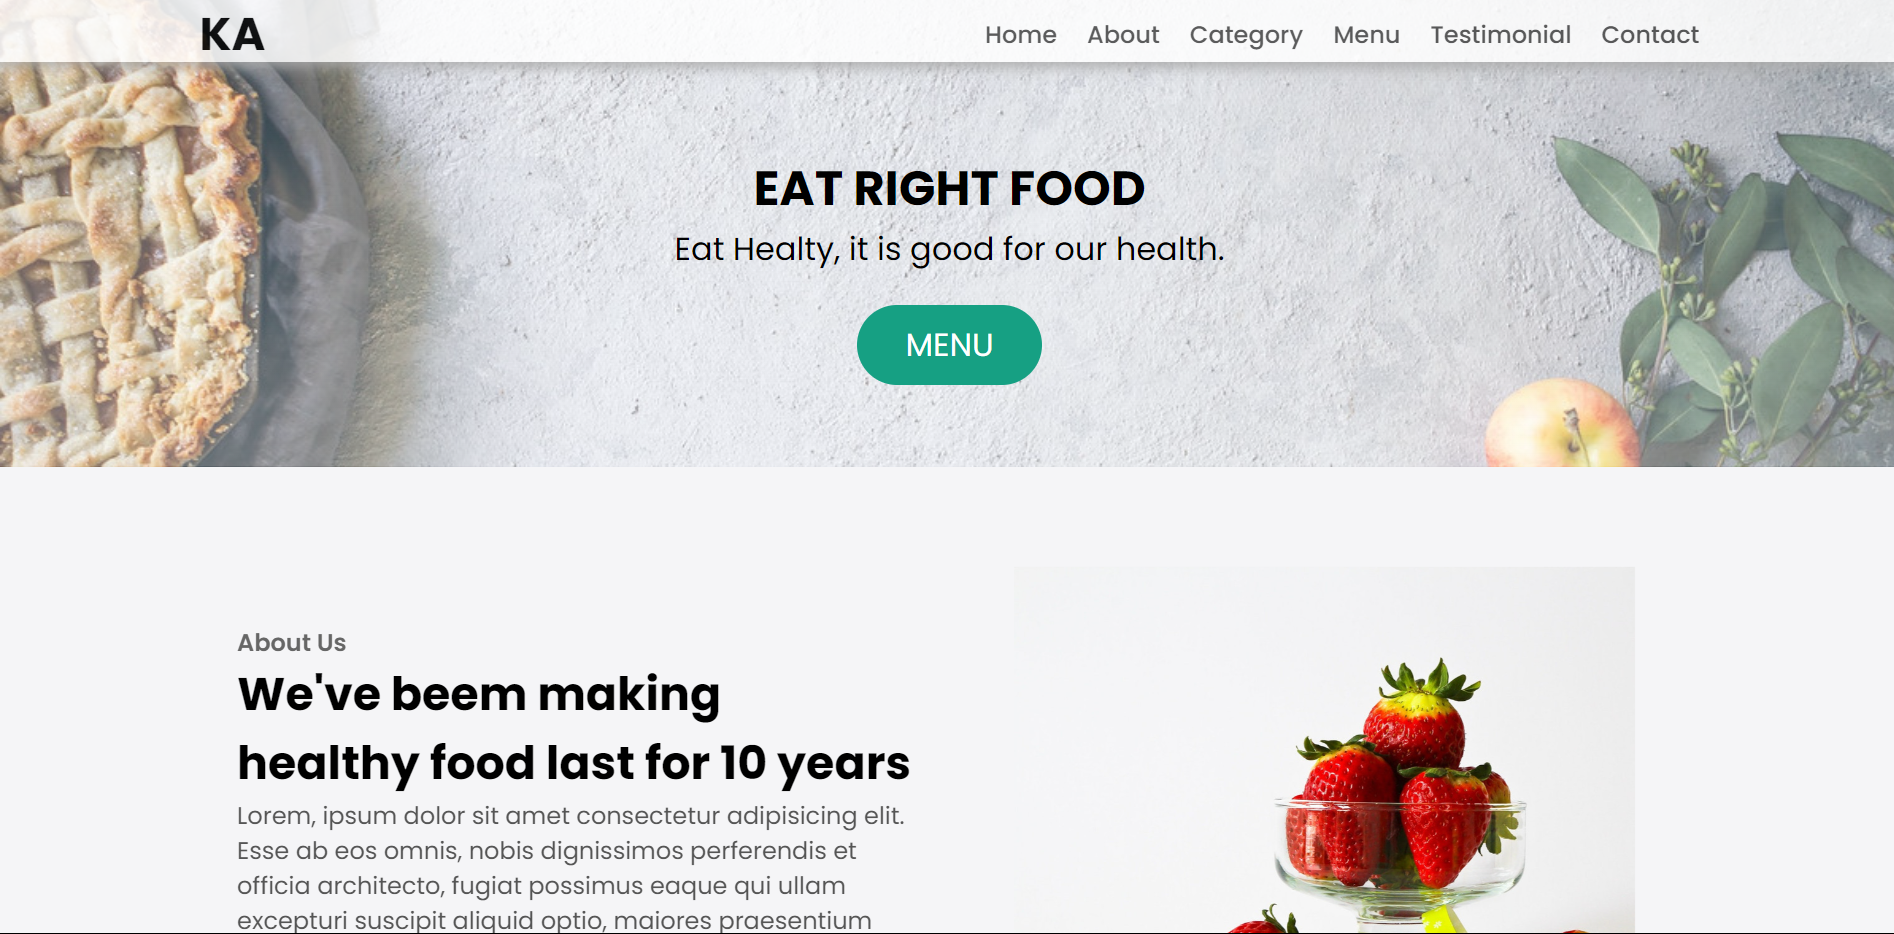 KA
Home About Category Menu Testimonial Contact
EAT RIGHT FOOD
Eat Healty, it is good for our health.
MENU
About Us
We've beem making
healthy food last for 10 years
Lorem, ipsum dolor sit amet consectetur adipisicing elit.
Esse ab eos omnis, nobis dignissimos perferendis et
officia architecto, fugiat possimus eaque qui ullam
excepturi suscipit aliquid optio, maiores praesentium